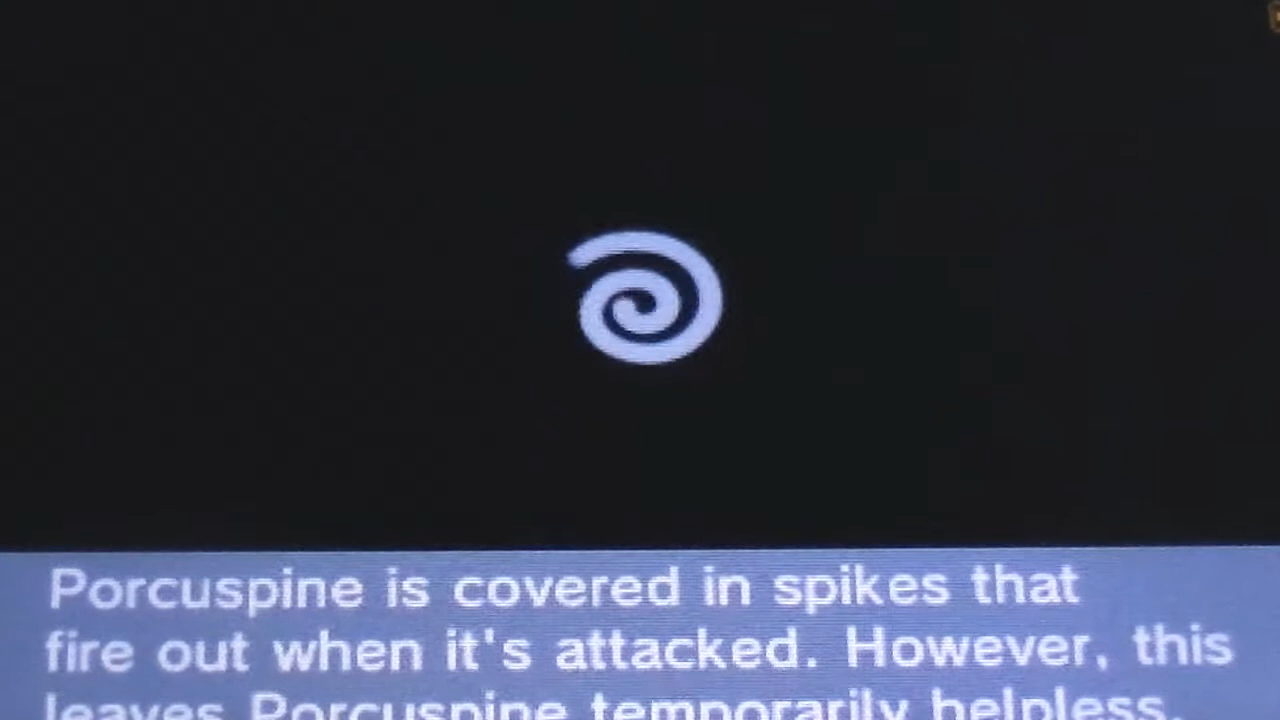 Porcuspine is covered in spikes that
fire out when it's attacked. However, this
leaves Porcuspine temporarily helpless.